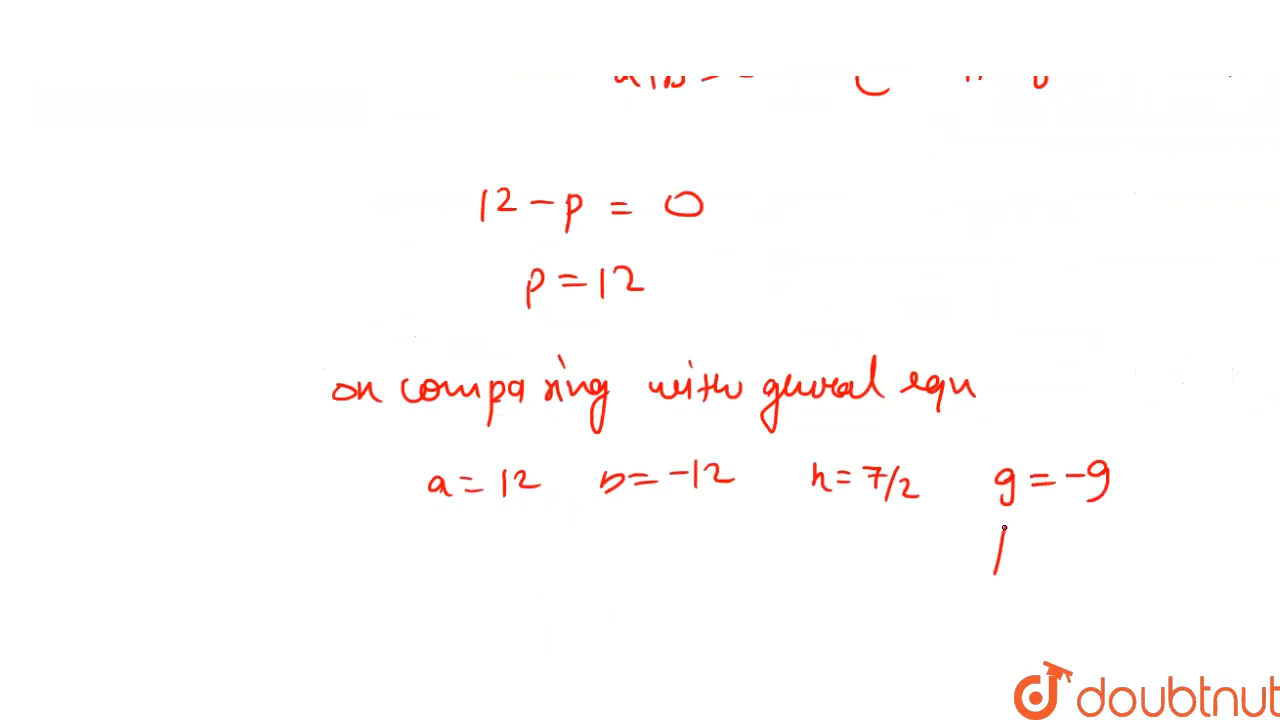 12 - p = 0
p = 12
on comparing with general eqn
a = 12 b = -12 h = 7/2 g = -9
doubtnut